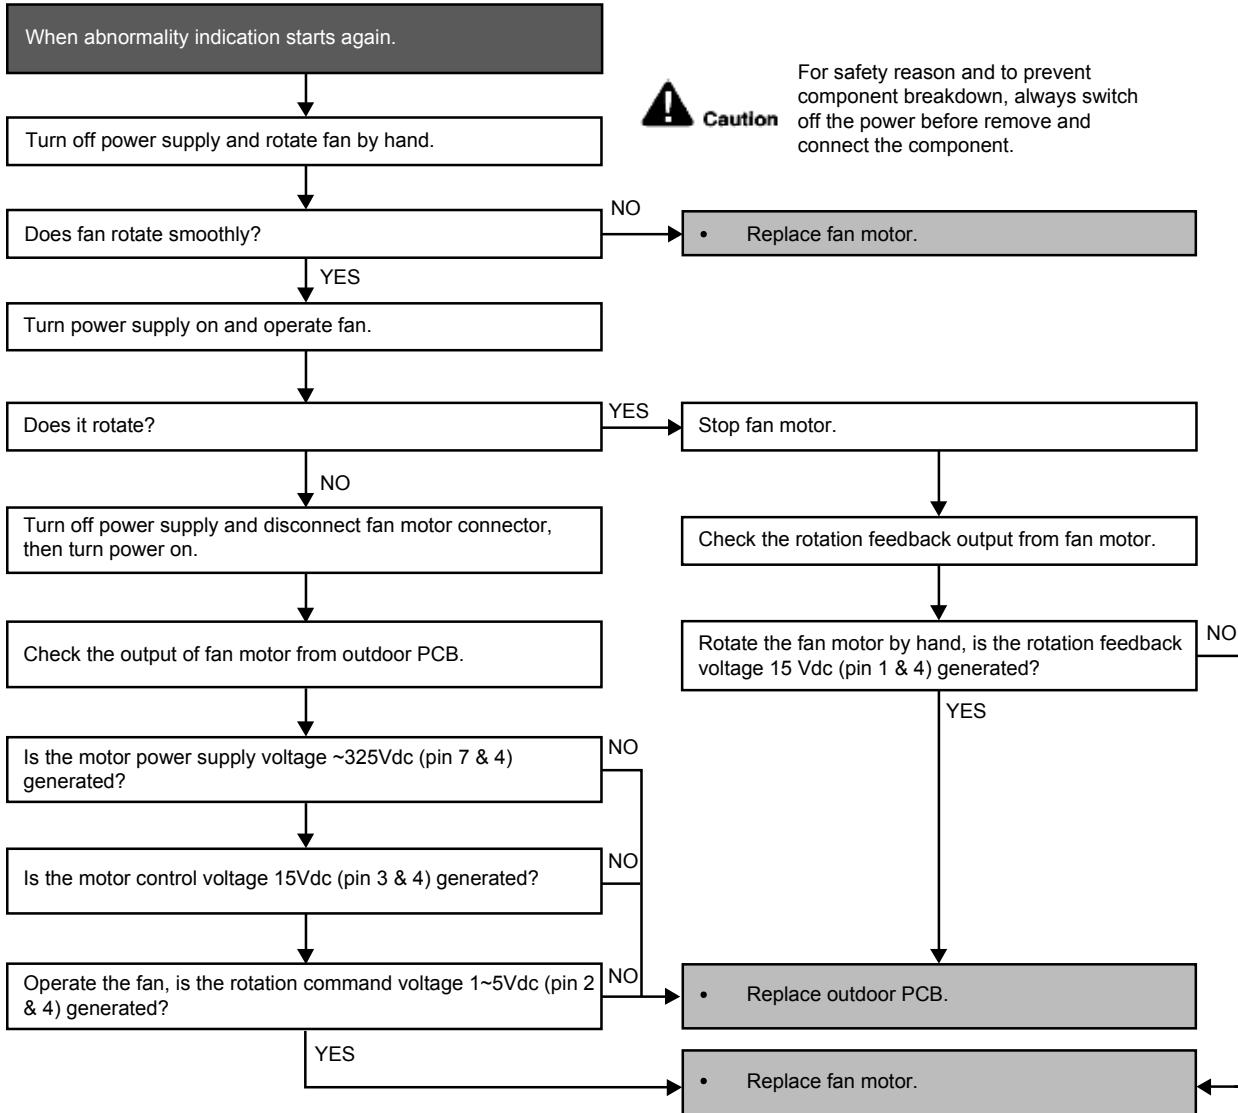 When abnormality indication starts again.
For safety reason and to prevent
component breakdown, always switch
off the power before remove and
connect the component.
Caution
Turn off power supply and rotate fan by hand.
Does fan rotate smoothly?
NO
• Replace fan motor.
YES
Turn power supply on and operate fan.
Does it rotate?
YES
Stop fan motor.
NO
Turn off power supply and disconnect fan motor connector,
then turn power on.
Check the rotation feedback output from fan motor.
Check the output of fan motor from outdoor PCB.
Rotate the fan motor by hand, is the rotation feedback
voltage 15 Vdc (pin 1 & 4) generated?
NO
YES
Is the motor power supply voltage ~325Vdc (pin 7 & 4)
generated?
NO
Is the motor control voltage 15Vdc (pin 3 & 4) generated?
NO
Operate the fan, is the rotation command voltage 1~5Vdc (pin 2
& 4) generated?
NO
• Replace outdoor PCB.
YES
• Replace fan motor.